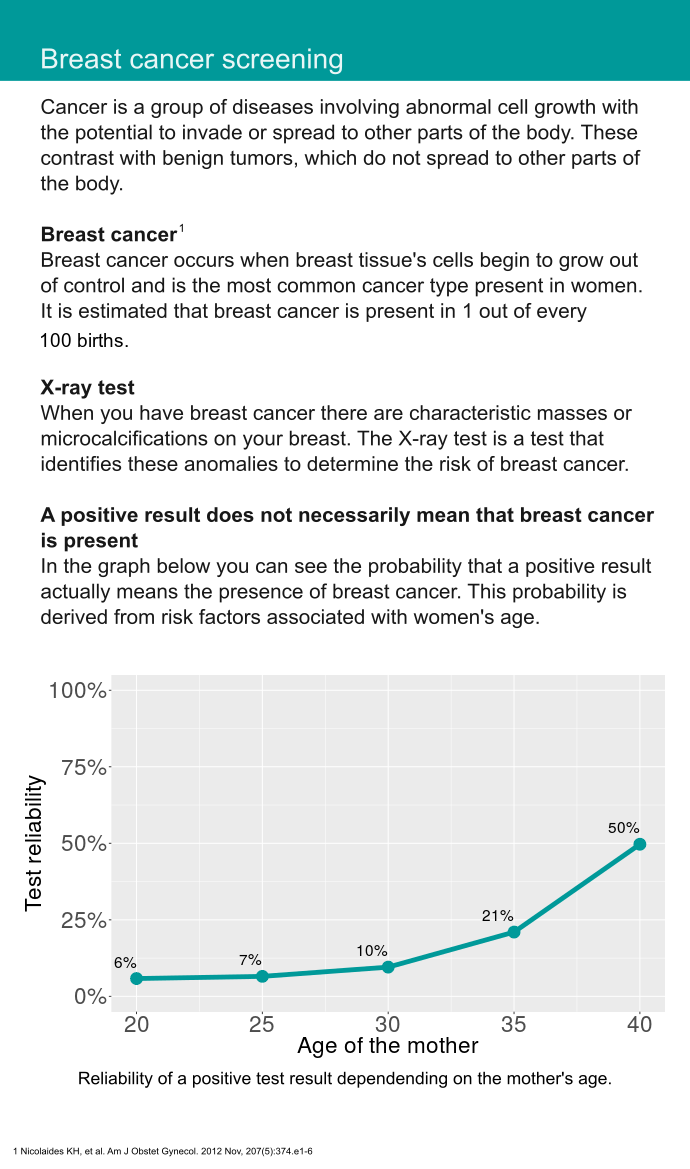 Breast cancer screening
Cancer is a group of diseases involving abnormal cell growth with
the potential to invade or spread to other parts of the body. These
contrast with benign tumors, which do not spread to other parts of
the body.
Breast cancer1
Breast cancer occurs when breast tissue's cells begin to grow out
of control and is the most common cancer type present in women.
It is estimated that breast cancer is present in 1 out of every
100 births.
X-ray test
When you have breast cancer there are characteristic masses or
microcalcifications on your breast. The X-ray test is a test that
identifies these anomalies to determine the risk of breast cancer.
A positive result does not necessarily mean that breast cancer
is present
In the graph below you can see the probability that a positive result
actually means the presence of breast cancer. This probability is
derived from risk factors associated with women's age.
100%
75%
50%
25%
0%
Test reliability
6%
7%
10%
21%
50%
20 25 30 35 40
Age of the mother
Reliability of a positive test result dependending on the mother's age.
1 Nicolaides KH, et al. Am J Obstet Gynecol. 2012 Nov, 207(5):374.e1-6